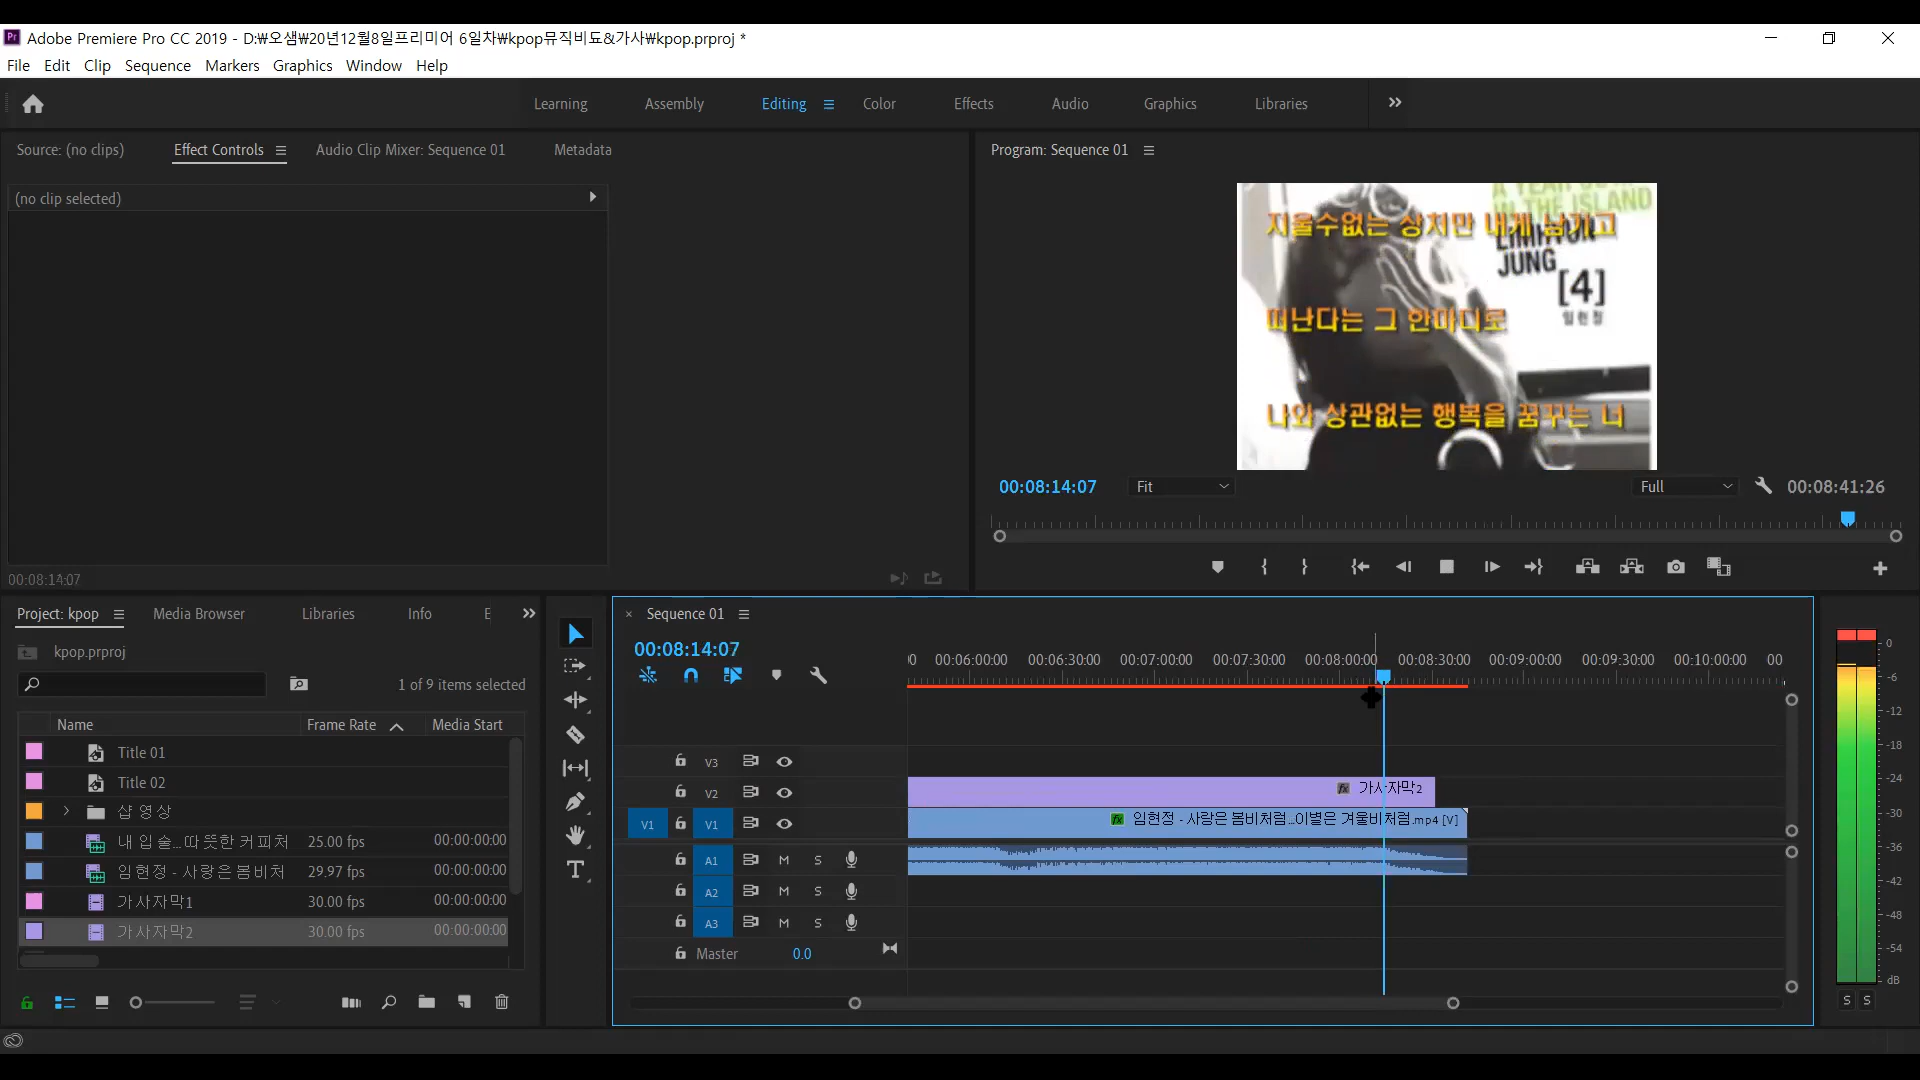 Adobe Premiere Pro CC 2019 - D:₩오샘₩20년12월8일프리미어 6일차₩kpop뮤직비됴&가사₩kpop.prproj *
File Edit Clip Sequence Markers Graphics Window Help
Learning Assembly Editing Color Effects Audio Graphics Libraries
Source: (no clips) Effect Controls Audio Clip Mixer: Sequence 01 Metadata
(no clip selected)
00:08:14:07
Program: Sequence 01
IN THE ISLAND
지울수없는 상처만 내게 남기고
LIMHYUN
JUNG
[4]
임현정
떠난다는 그 한마디로
나와 상관없는 행복을 꿈꾸는 너
00:08:14:07 Fit Full 00:08:41:26
Project: kpop Media Browser Libraries Info E
kpop.prproj
1 of 9 items selected
Name Frame Rate Media Start
Title 01
Title 02
샵 영상
내 입 술...따 뜻한 커 피처 25.00 fps 00:00:00:00
임현정 - 사랑은 봄비처 29.97 fps 00:00:00:00
가사자막1 30.00 fps 00:00:00:00
가사자막2 30.00 fps 00:00:00:00
Sequence 01
00:08:14:07
00 00:06:00:00 00:06:30:00 00:07:00:00 00:07:30:00 00:08:00:00 00:08:30:00 00:09:00:00 00:09:30:00 00:10:00:00 00
V3
V2 fx 가사자막2
V1 V1 fx 임현정 - 사랑은 봄비처럼...이별은 겨울비처럼.mp4 [V]
A1 M S
A2 M S
A3 M S
Master 0.0
0
-6
-12
-18
-24
-30
-36
-42
-48
-54
dB
S S